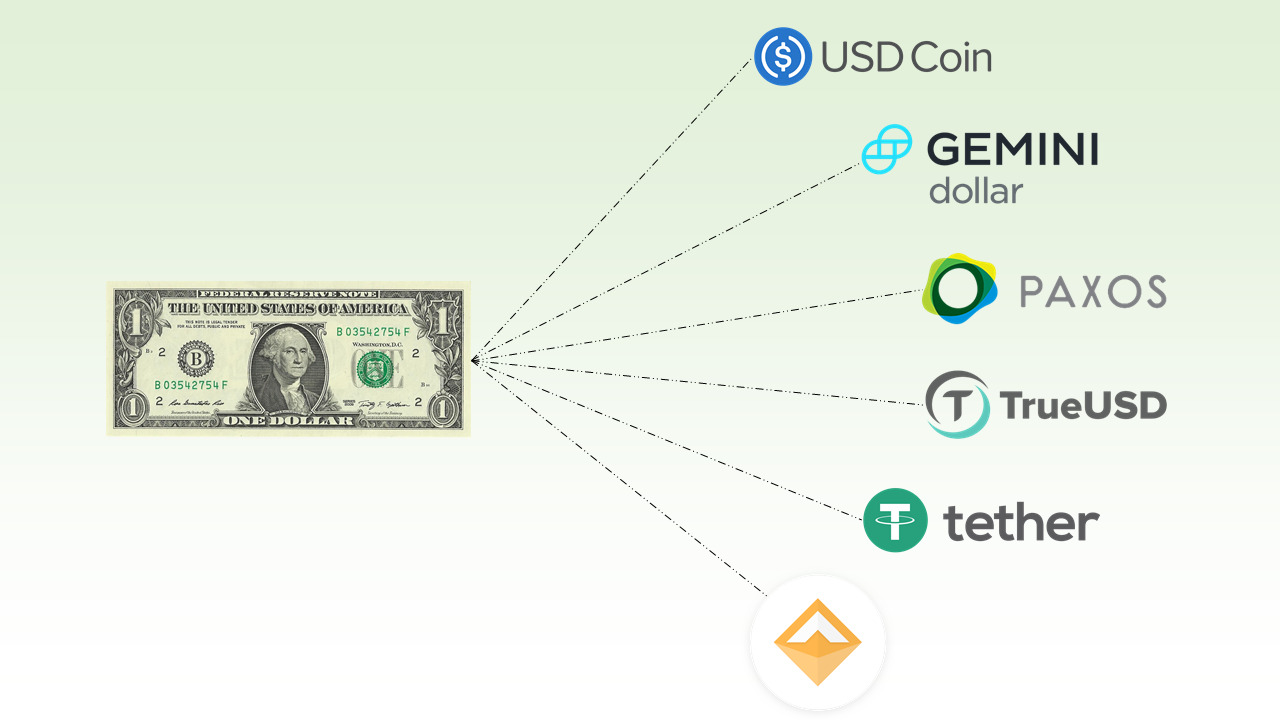 USD Coin
GEMINI
dollar
PAXOS
TrueUSD
tether
FEDERAL RESERVE NOTE
THE UNITED STATES OF AMERICA
THIS NOTE IS LEGAL TENDER
FOR ALL DEBTS, PUBLIC AND PRIVATE
B 03542754 F
WASHINGTON, D.C.
1
1
2
2
B
ONE
B 03542754 F
2
2
1
1
ONE DOLLAR